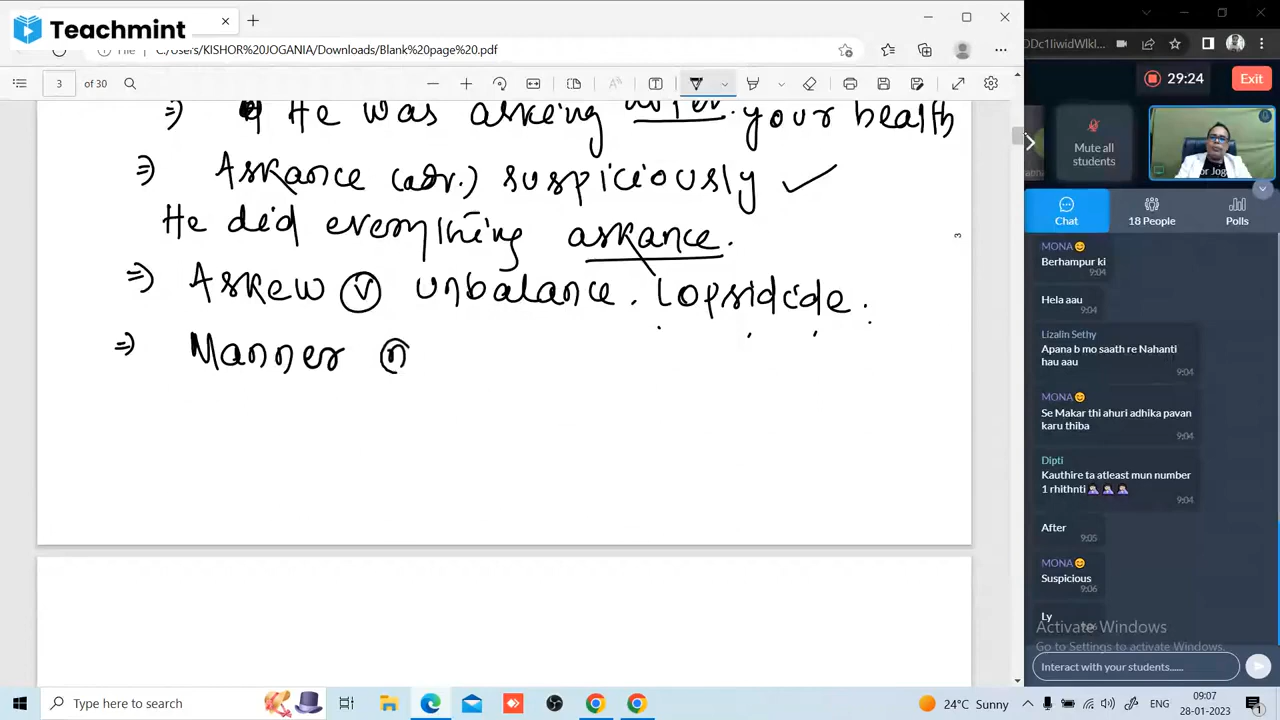 Teachmint
C:/Users/KISHOR%20JOGANIA/Downloads/Blank%20page%20.pdf
3 of 30
⇒ He was asking after your health
⇒ Askance (adv.) suspiciously ✓
He did everything askance.
⇒ Askew (v) unbalance. Lopsidcide.
⇒ Manner (n
3
29:24
Exit
Mute all
students
Chat
18 People
Polls
MONA😊
Berhampur ki
9:04
Hela aau
9:04
Lizalin Sethy
Apana b mo saath re Nahanti
hau aau
9:04
MONA😊
Se Makar thi ahuri adhika pavan
karu thiba
9:04
Dipti
Kauthire ta atleast mun number
1 rhithnti🤦🏻‍♀️🤦🏻‍♀️🤦🏻‍♀️
9:04
After
9:05
MONA😊
Suspicious
9:06
Ly
9:06
Activate Windows
Go to Settings to activate Windows.
Interact with your students......
Type here to search
24°C Sunny
ENG
09:07
28-01-2023